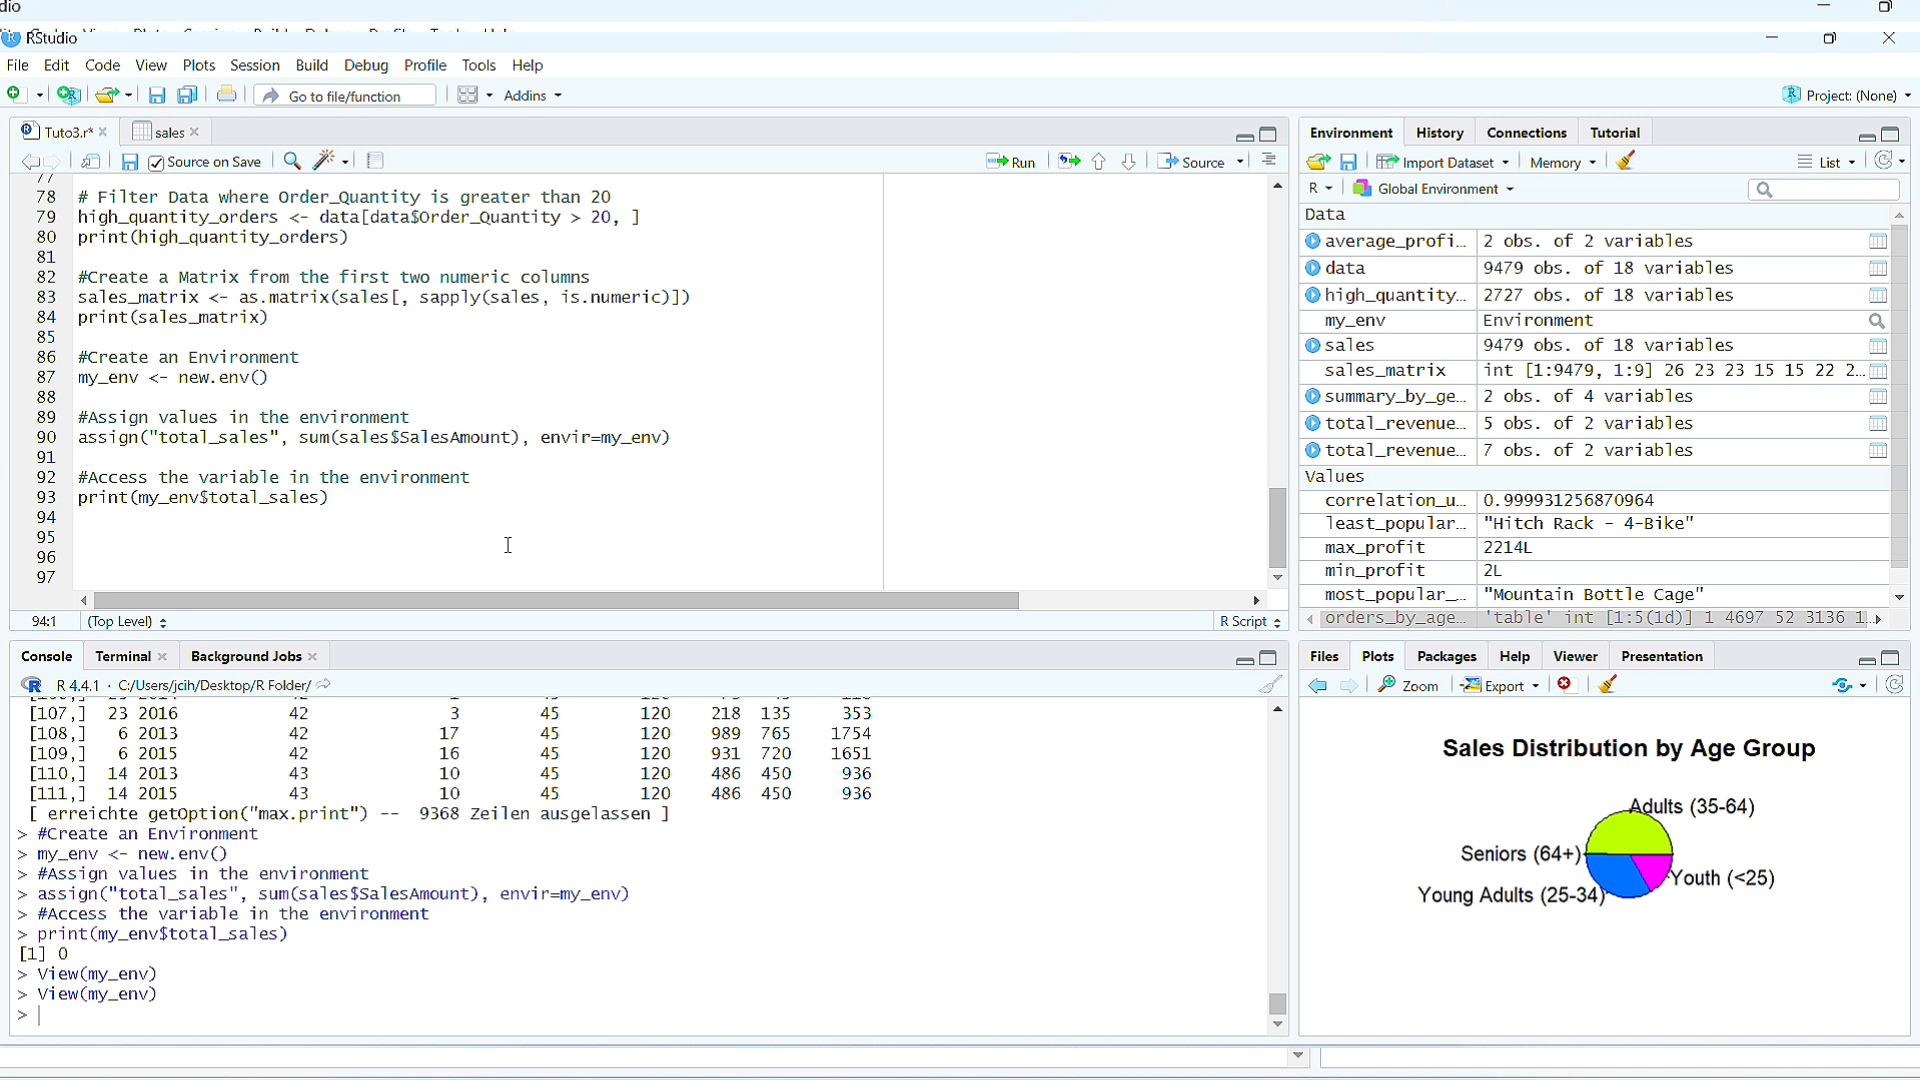 dio
RStudio
File Edit Code View Plots Session Build Debug Profile Tools Help
Go to file/function Addins Project: (None)
Tuto3.r* sales
Source on Save Run Source
77
78 # Filter Data where Order_Quantity is greater than 20
79 high_quantity_orders <- data[data$Order_Quantity > 20, ]
80 print(high_quantity_orders)
81
82 #Create a Matrix from the first two numeric columns
83 sales_matrix <- as.matrix(sales[, sapply(sales, is.numeric)])
84 print(sales_matrix)
85
86 #Create an Environment
87 my_env <- new.env()
88
89 #Assign values in the environment
90 assign("total_sales", sum(sales$SalesAmount), envir=my_env)
91
92 #Access the variable in the environment
93 print(my_env$total_sales)
94
95
96
97
94:1 (Top Level) R Script
Console Terminal Background Jobs
R 4.4.1 · C:/Users/jcih/Desktop/R Folder/
[107,] 23 2016 42 3 45 120 218 135 353
[108,] 6 2013 42 17 45 120 989 765 1754
[109,] 6 2015 42 16 45 120 931 720 1651
[110,] 14 2013 43 10 45 120 486 450 936
[111,] 14 2015 43 10 45 120 486 450 936
[ erreichte getOption("max.print") -- 9368 Zeilen ausgelassen ]
> #Create an Environment
> my_env <- new.env()
> #Assign values in the environment
> assign("total_sales", sum(sales$SalesAmount), envir=my_env)
> #Access the variable in the environment
> print(my_env$total_sales)
[1] 0
> View(my_env)
> View(my_env)
>
Environment History Connections Tutorial
Import Dataset Memory List
R Global Environment
Data
average_profi... 2 obs. of 2 variables
data 9479 obs. of 18 variables
high_quantity... 2727 obs. of 18 variables
my_env Environment
sales 9479 obs. of 18 variables
sales_matrix int [1:9479, 1:9] 26 23 23 15 15 22 2...
summary_by_ge... 2 obs. of 4 variables
total_revenue... 5 obs. of 2 variables
total_revenue... 7 obs. of 2 variables
Values
correlation_u... 0.999931256870964
least_popular... "Hitch Rack - 4-Bike"
max_profit 2214L
min_profit 2L
most_popular_... "Mountain Bottle Cage"
orders_by_age... 'table' int [1:5(1d)] 1 4697 52 3136 1...
Files Plots Packages Help Viewer Presentation
Zoom Export
Sales Distribution by Age Group
Adults (35-64)
Seniors (64+)
Youth (<25)
Young Adults (25-34)